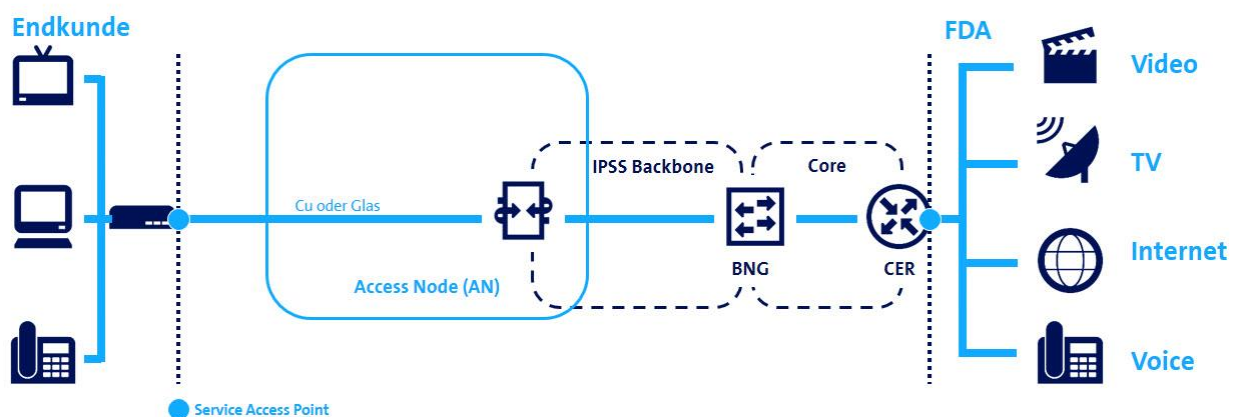 Endkunde
FDA
Video
IPSS Backbone
Core
TV
Cu oder Glas
Internet
BNG
CER
Access Node (AN)
Voice
Service Access Point